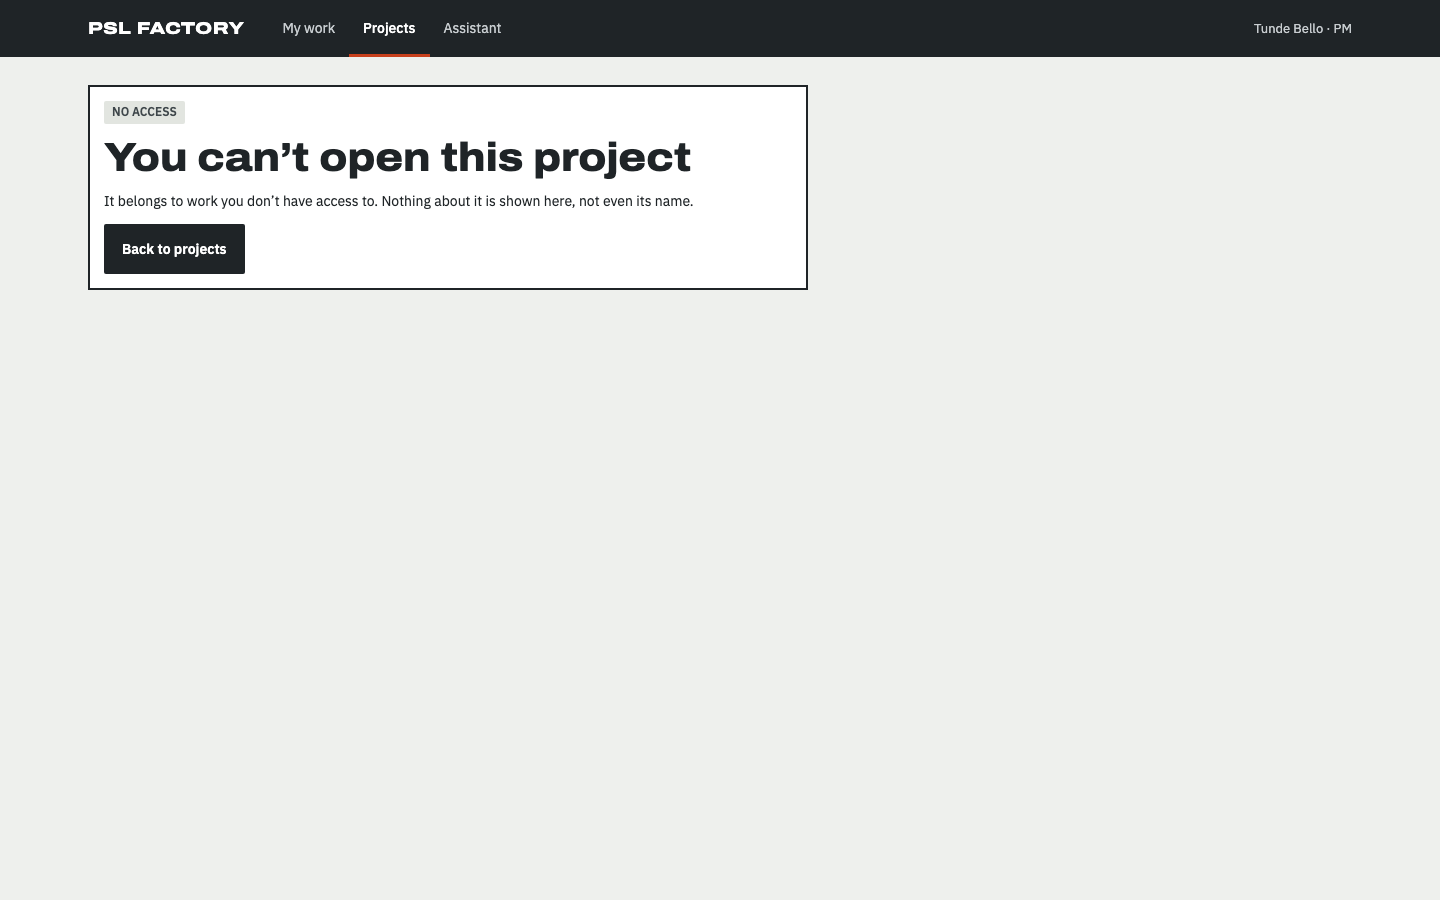 PSL FACTORY
My work
Projects
Assistant
Tunde Bello · PM
NO ACCESS
You can’t open this project
It belongs to work you don’t have access to. Nothing about it is shown here, not even its name.
Back to projects